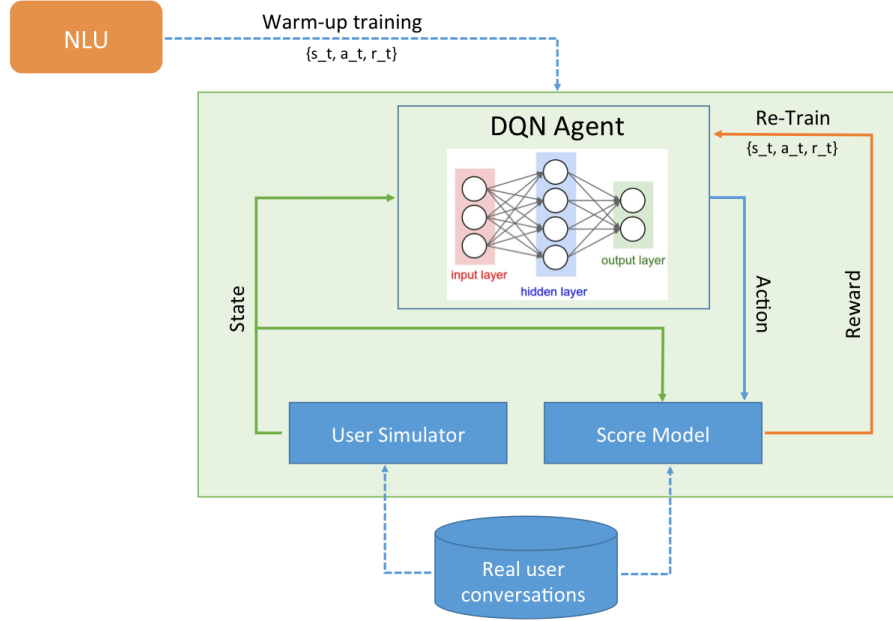 NLU
Warm-up training
{s_t, a_t, r_t}
DQN Agent
input layer
hidden layer
output layer
Re-Train
{s_t, a_t, r_t}
State
Action
Reward
User Simulator
Score Model
Real user
conversations